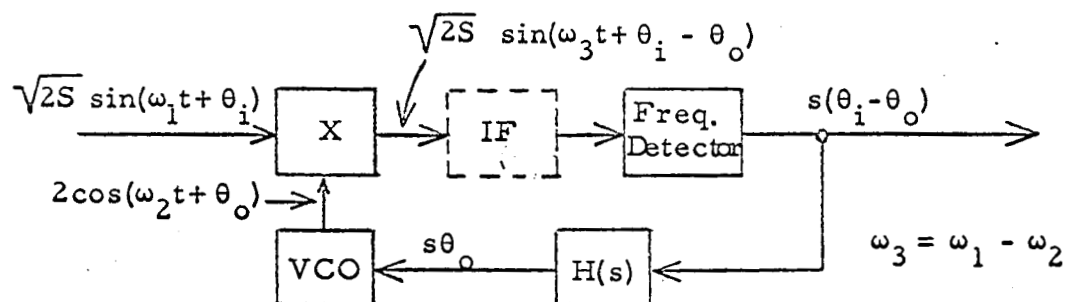 √2S sin(ω₃t + θᵢ - θₒ)
√2S sin(ω₁t + θᵢ)
X
IF
Freq.
Detector
s(θᵢ-θₒ)
2cos(ω₂t + θₒ)
VCO
sθₒ
H(s)
ω₃ = ω₁ - ω₂